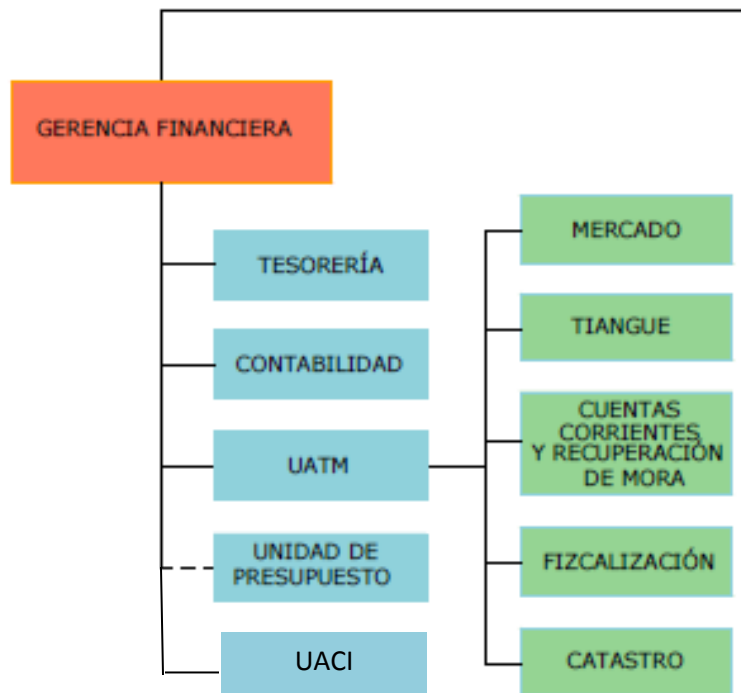 GERENCIA FINANCIERA
TESORERÍA
CONTABILIDAD
UATM
UNIDAD DE
PRESUPUESTO
UACI
MERCADO
TIANGUE
CUENTAS
CORRIENTES
Y RECUPERACIÓN
DE MORA
FIZCALIZACIÓN
CATASTRO